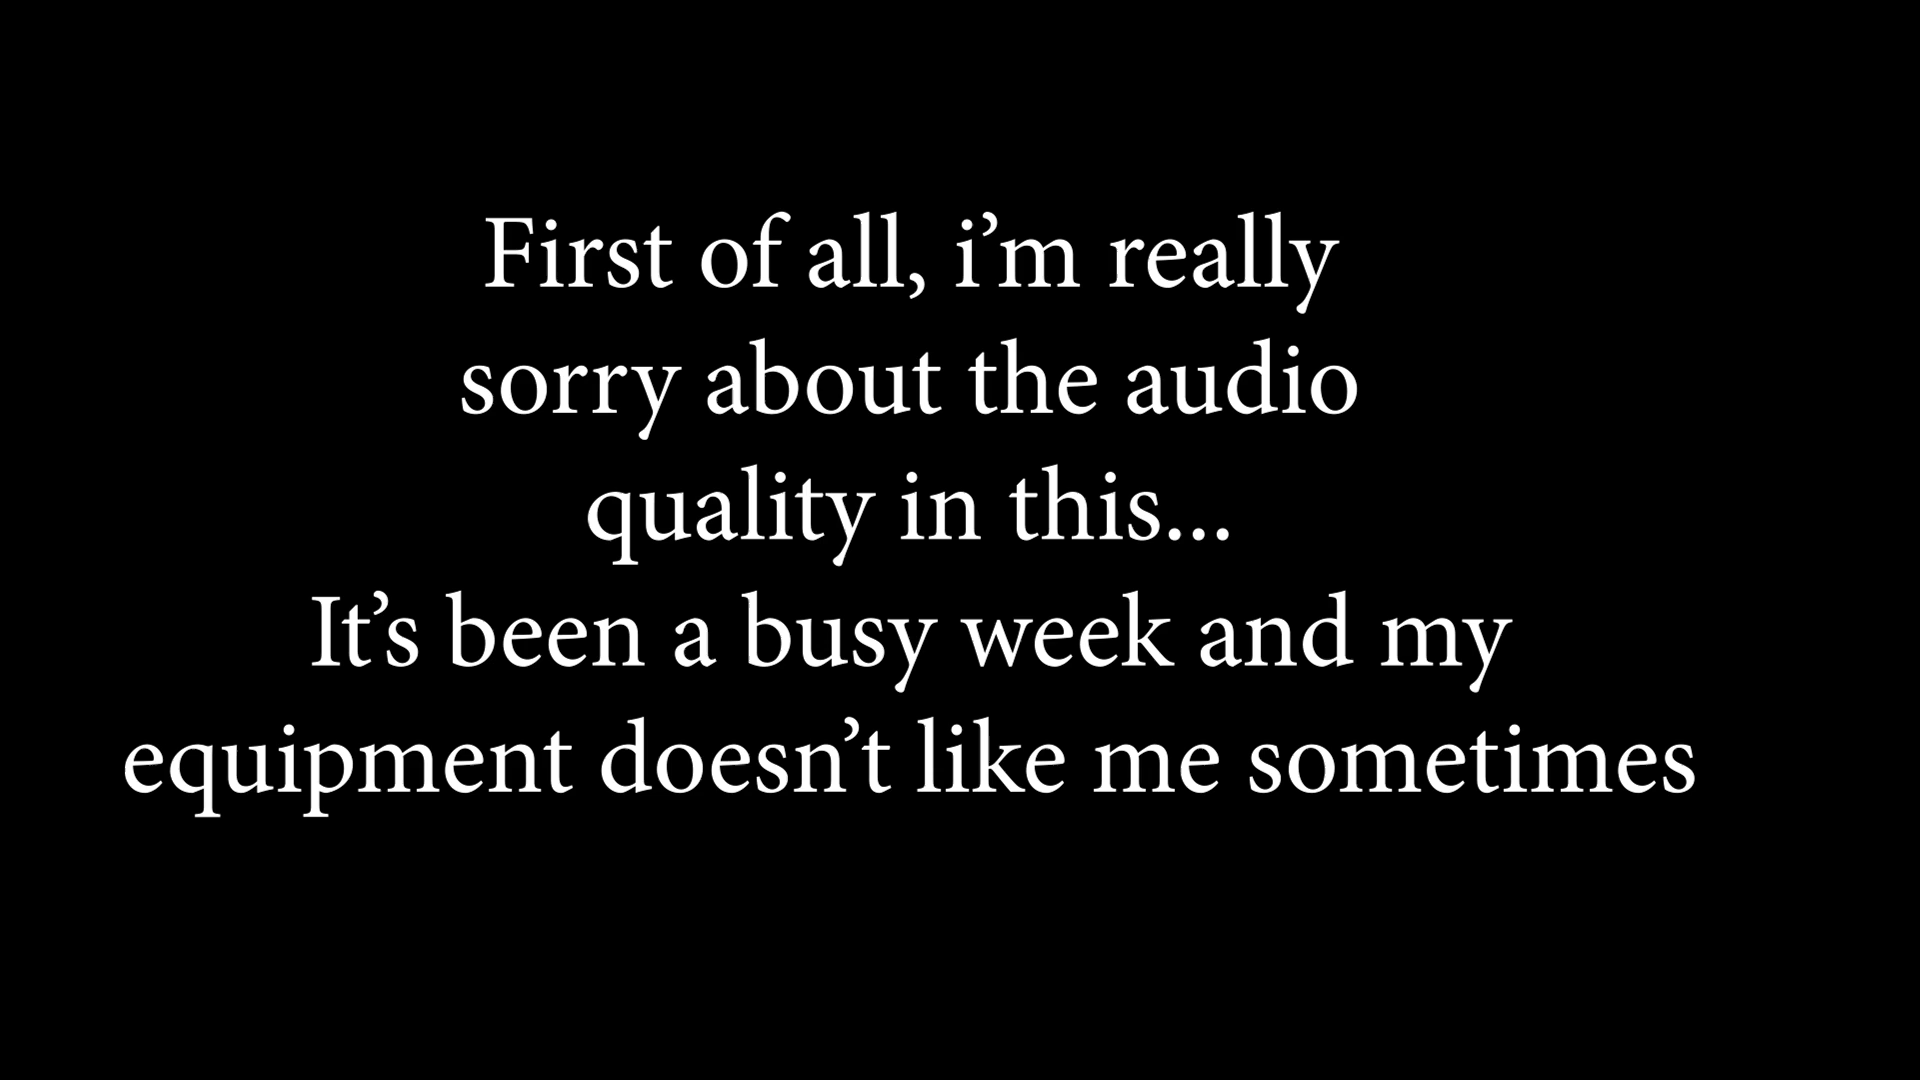 First of all, i’m really
sorry about the audio
quality in this...
It’s been a busy week and my
equipment doesn’t like me sometimes